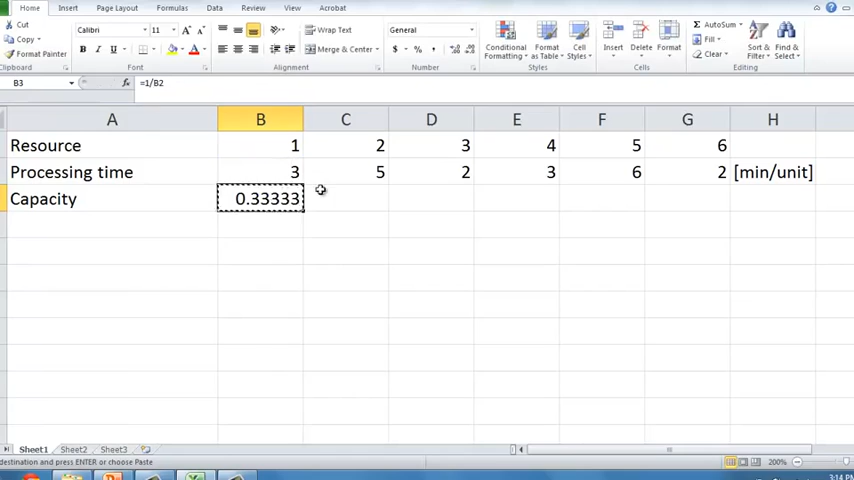 Home Insert Page Layout Formulas Data Review View Acrobat
Cut
Copy
Format Painter
Clipboard
Calibri 11
Font
Wrap Text
Merge & Center
Alignment
General
Number
Conditional Formatting
Format as Table
Cell Styles
Styles
Insert Delete Format
Cells
AutoSum
Fill
Clear
Sort & Filter
Find & Select
Editing
B3 fx =1/B2
A B C D E F G H
Resource 1 2 3 4 5 6
Processing time 3 5 2 3 6 2 [min/unit]
Capacity 0.33333
Sheet1 Sheet2 Sheet3
destination and press ENTER or choose Paste 200%
3:14 PM